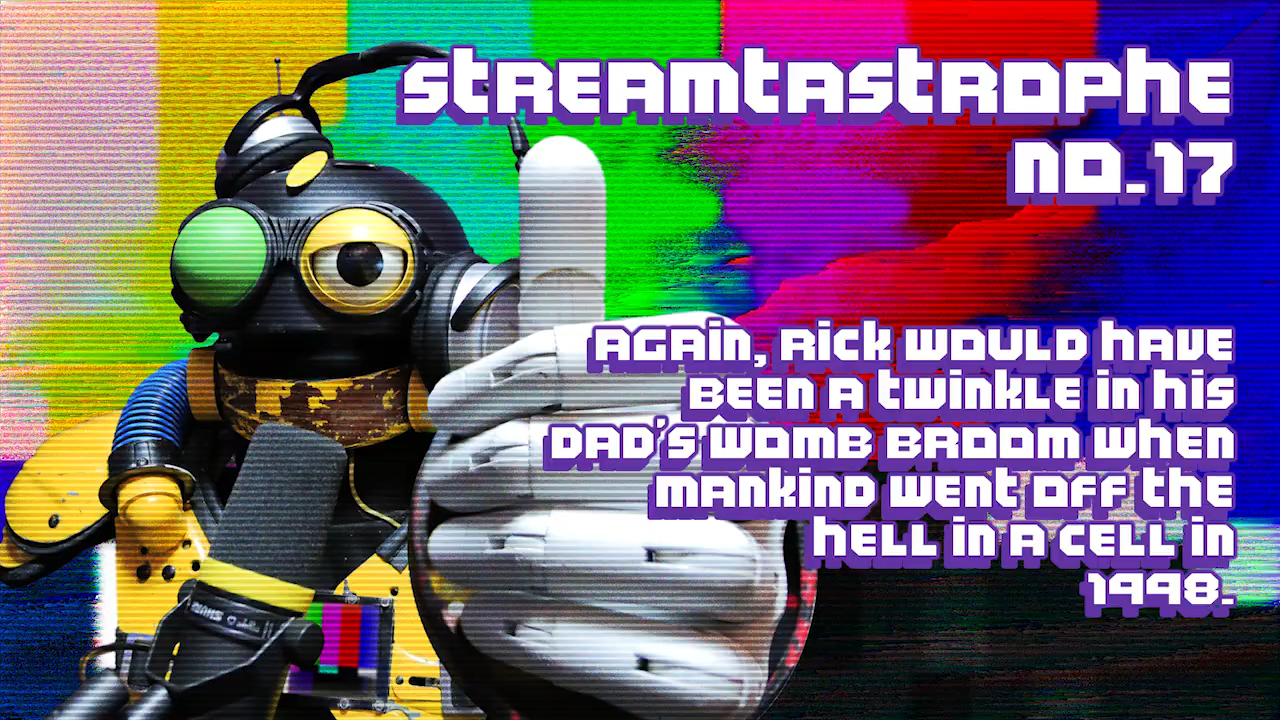 STREAMTASTROPHE
NO. 17
AGAIN, RICK WOULD HAVE
BEEN A TWINKLE IN HIS
DAD'S WOMB BROOM WHEN
MANKIND WENT OFF THE
HELL IN A CELL IN
1998.